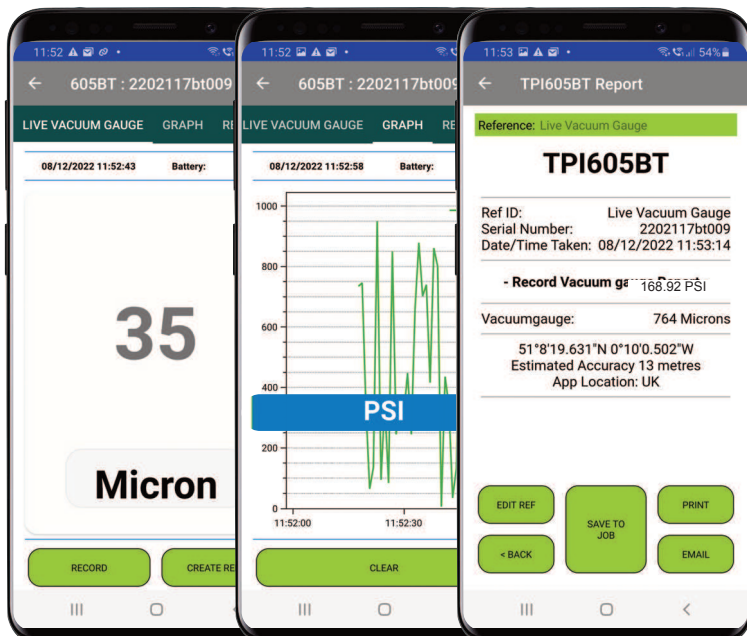 11:52
605BT : 2202117bt009
LIVE VACUUM GAUGE GRAPH RE
08/12/2022 11:52:43 Battery:
35
Micron
RECORD CREATE RE
11:52
605BT : 2202117bt009
LIVE VACUUM GAUGE GRAPH RE
08/12/2022 11:52:58 Battery:
1000
800
600
400
PSI
200
0
11:52:00 11:52:30
CLEAR
11:53 54%
TPI605BT Report
Reference: Live Vacuum Gauge
TPI605BT
Ref ID: Live Vacuum Gauge
Serial Number: 2202117bt009
Date/Time Taken: 08/12/2022 11:53:14
- Record Vacuum
168.92 PSI
Vacuumgauge: 764 Microns
51°8'19.631"N 0°10'0.502"W
Estimated Accuracy 13 metres
App Location: UK
EDIT REF
SAVE TO
JOB
PRINT
< BACK
EMAIL